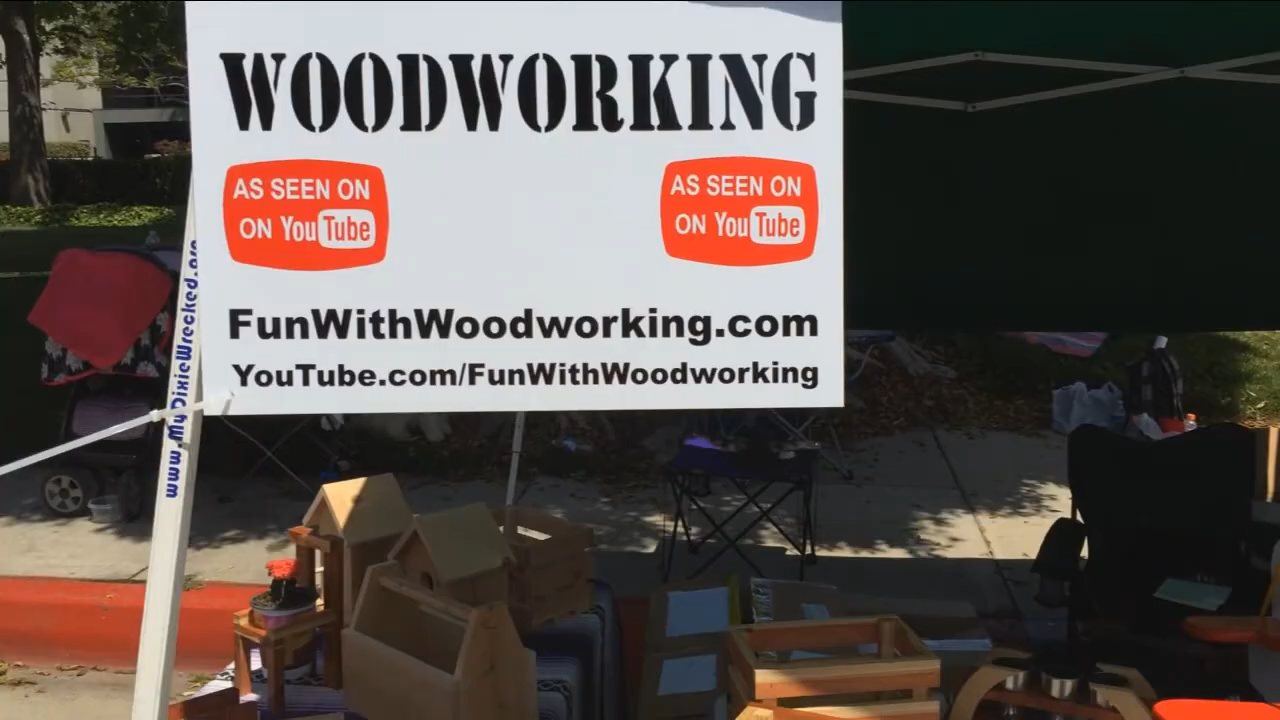 WOODWORKING
AS SEEN ON
ON YouTube
AS SEEN ON
ON YouTube
FunWithWoodworking.com
YouTube.com/FunWithWoodworking
www.MyDixieWrecked.org